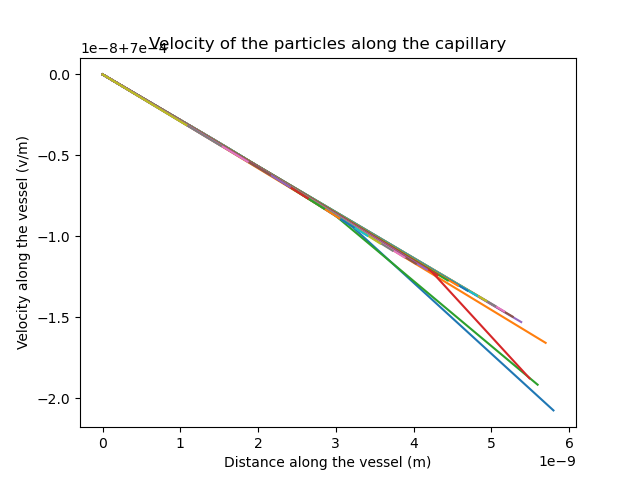 Velocity of the particles along the capillary
1e−8+7e−4
0.0
−0.5
−1.0
−1.5
−2.0
Velocity along the vessel (v/m)
0 1 2 3 4 5 6
1e−9
Distance along the vessel (m)